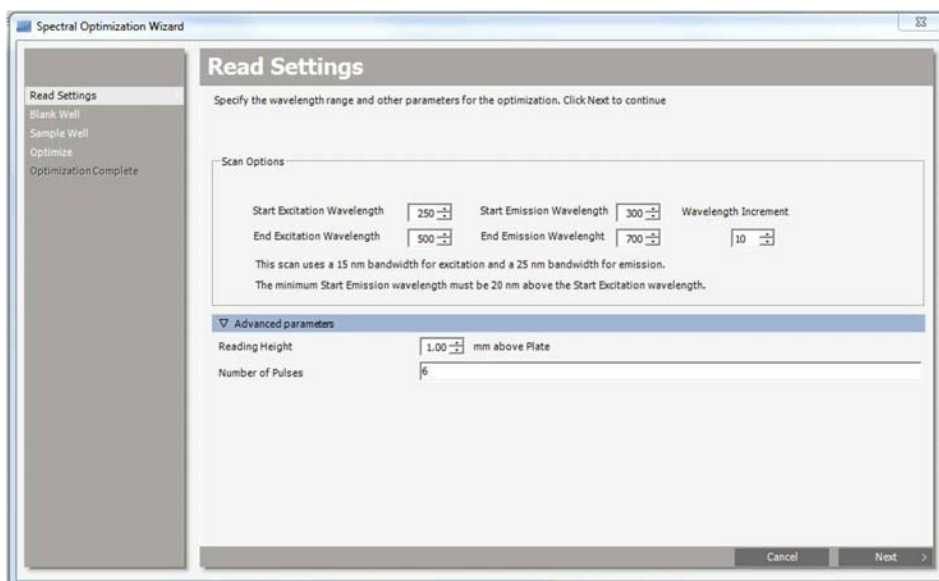 Spectral Optimization Wizard
Read Settings
Read Settings
Blank Well
Sample Well
Optimize
Optimization Complete
Specify the wavelength range and other parameters for the optimization. Click Next to continue
Scan Options
Start Excitation Wavelength 250 Start Emission Wavelength 300 Wavelength Increment
End Excitation Wavelength 500 End Emission Wavelenght 700 10
This scan uses a 15 nm bandwidth for excitation and a 25 nm bandwidth for emission.
The minimum Start Emission wavelength must be 20 nm above the Start Excitation wavelength.
Advanced parameters
Reading Height 1.00 mm above Plate
Number of Pulses 6
Cancel Next >